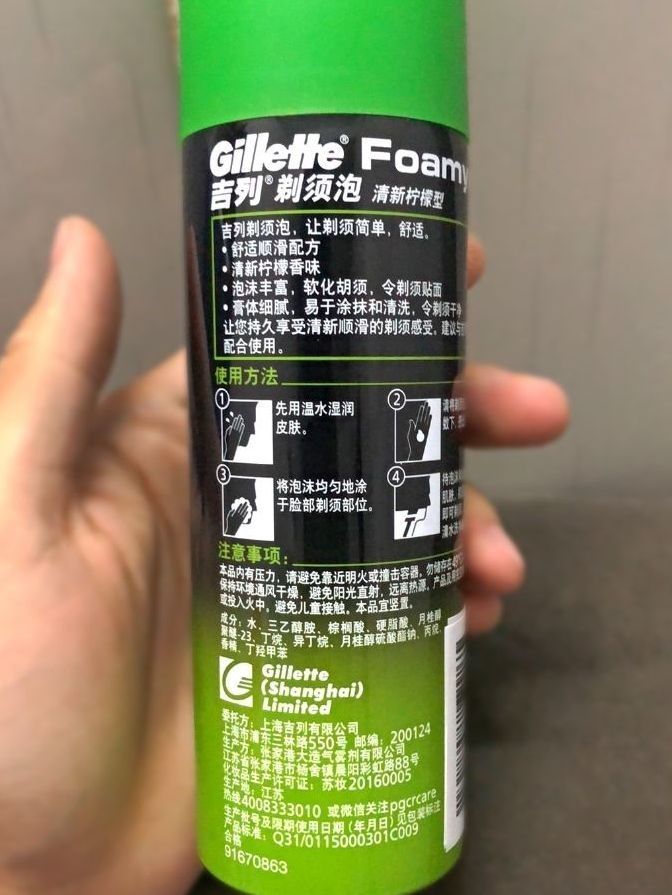 Gillette® Foamy
吉列®剃须泡 清新柠檬型
吉列剃须泡，让剃须简单，舒适。
• 舒适顺滑配方
• 清新柠檬香味
• 泡沫丰富，软化胡须，令剃须贴面
• 膏体细腻，易于涂抹和清洗，令剃须干净
让您持久享受清新顺滑的剃须感受。建议与
配合使用。
使用方法
1
先用温水湿润
皮肤。
2
3
将泡沫均匀地涂
于脸部剃须部位。
4
注意事项：
本品内有压力，请避免靠近明火或撞击容器。勿储存在
保持环境通风干燥，避免阳光直射，远离热源。产品
或投入火中。避免儿童接触。本品宜竖置。
成分：水、三乙醇胺、棕榈酸、硬脂酸、月桂醇
聚醚-23、丁烷、异丁烷、月桂醇硫酸酯钠、丙烷、
香精、丁羟甲苯
G
Gillette
(Shanghai)
Limited
委托方：上海吉列有限公司
上海市浦东三林路550号 邮编：200124
生产方：张家港大造气雾剂有限公司
江苏省张家港市杨舍镇晨阳彩虹路88号
化妆品生产许可证：苏妆20160005
生产地：江苏
热线4008333010 或微信关注pgcrcare
生产批号及限期使用日期（年月日）见包装标注
产品标准：Q31/0115000301C009
合格
91670863